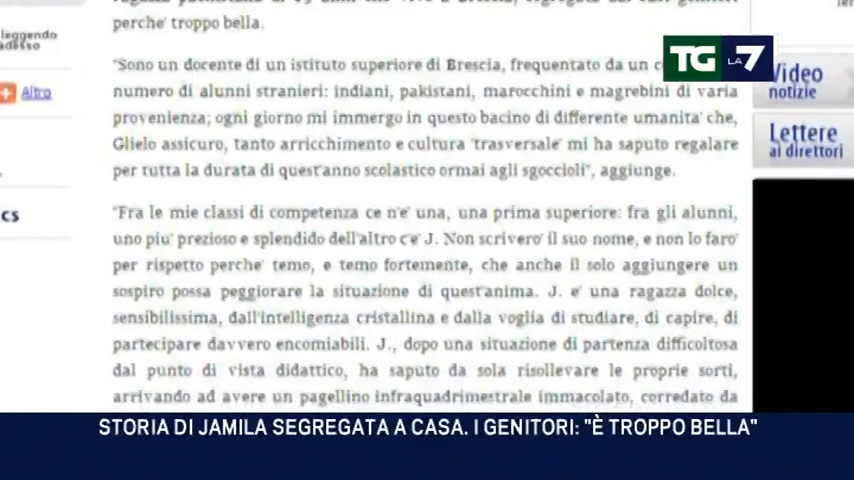 perche' troppo bella.
leggendo
adesso
TG LA 7
"Sono un docente di un istituto superiore di Brescia, frequentato da un
Altro
numero di alunni stranieri: indiani, pakistani, marocchini e magrebini di varia
provenienza; ogni giorno mi immergo in questo bacino di differente umanita' che,
Glielo assicuro, tanto arricchimento e cultura 'trasversale' mi ha saputo regalare
per tutta la durata di quest'anno scolastico ormai agli sgoccioli", aggiunge.
Video
notizie
Lettere
ai direttori
cs
"Fra le mie classi di competenza ce n'e' una, una prima superiore: fra gli alunni,
uno piu' prezioso e splendido dell'altro c'e' J. Non scrivero' il suo nome, e non lo faro'
per rispetto perche' temo, e temo fortemente, che anche il solo aggiungere un
sospiro possa peggiorare la situazione di quest'anima. J. e' una ragazza dolce,
sensibilissima, dall'intelligenza cristallina e dalla voglia di studiare, di capire, di
partecipare davvero encomiabili. J., dopo una situazione di partenza difficoltosa
dal punto di vista didattico, ha saputo da sola risollevare le proprie sorti,
arrivando ad avere un pagellino infraquadrimestrale immacolato, corredato da
STORIA DI JAMILA SEGREGATA A CASA. I GENITORI: "È TROPPO BELLA"